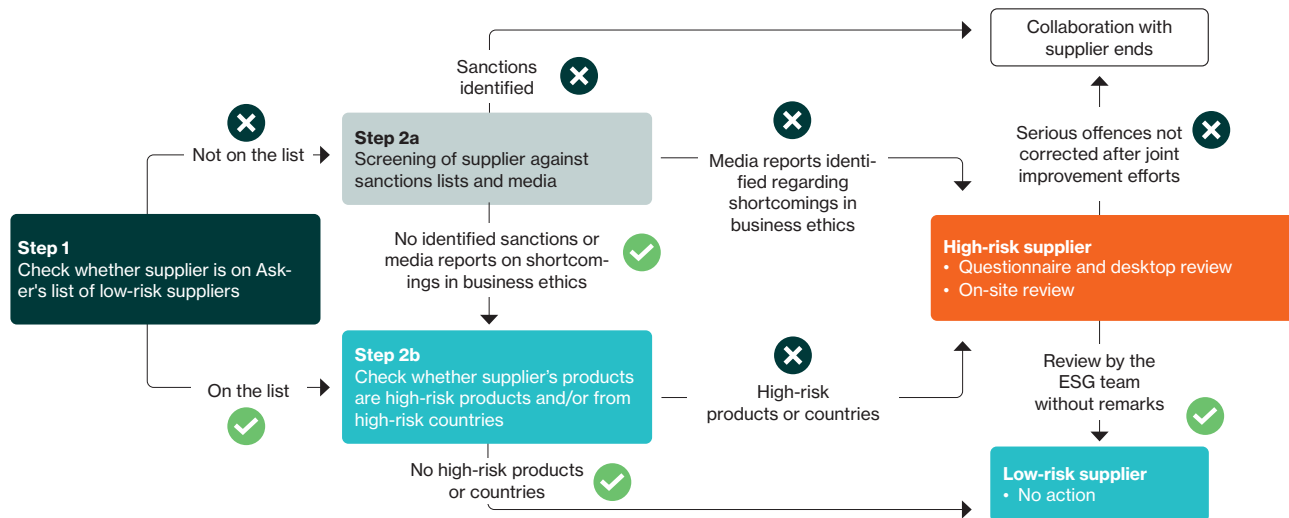 Collaboration with
supplier ends
Sanctions
identified
Not on the list
Step 2a
Screening of supplier against
sanctions lists and media
Media reports identi-
fied regarding
shortcomings in
business ethics
Serious offences not
corrected after joint
improvement efforts
Step 1
Check whether supplier is on Ask-
er's list of low-risk suppliers
No identified sanctions or
media reports on shortcom-
ings in business ethics
High-risk supplier
• Questionnaire and desktop review
• On-site review
On the list
Step 2b
Check whether supplier’s products
are high-risk products and/or from
high-risk countries
High-risk
products or countries
Review by the
ESG team
without remarks
No high-risk products
or countries
Low-risk supplier
• No action